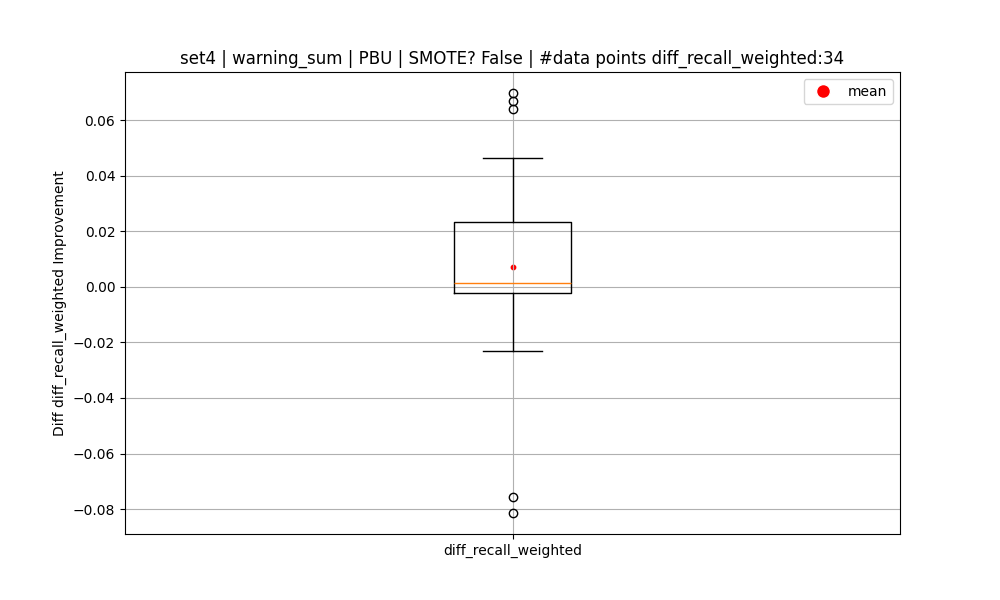 set4 | warning_sum | PBU | SMOTE? False | #data points diff_recall_weighted:34
mean
Diff diff_recall_weighted Improvement
0.06
0.04
0.02
0.00
−0.02
−0.04
−0.06
−0.08
diff_recall_weighted